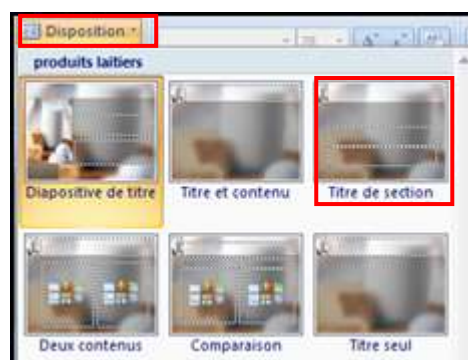 Disposition
produits laitiers
Diapositive de titre
Titre et contenu
Titre de section
Deux contenus
Comparaison
Titre seul